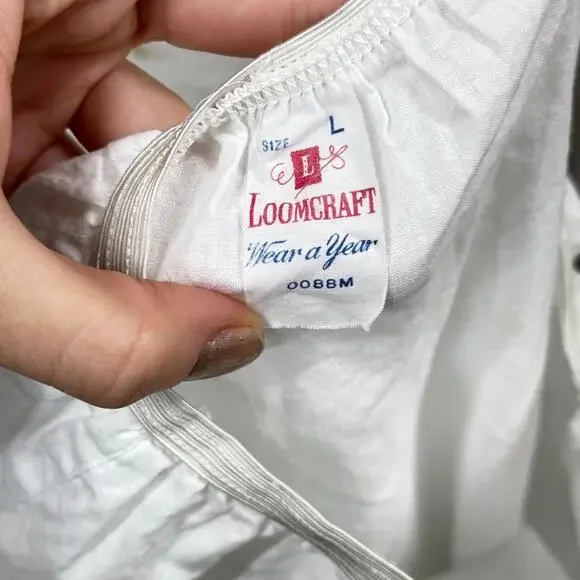 SIZE L
L
LOOMCRAFT
Wear a Year
0088M